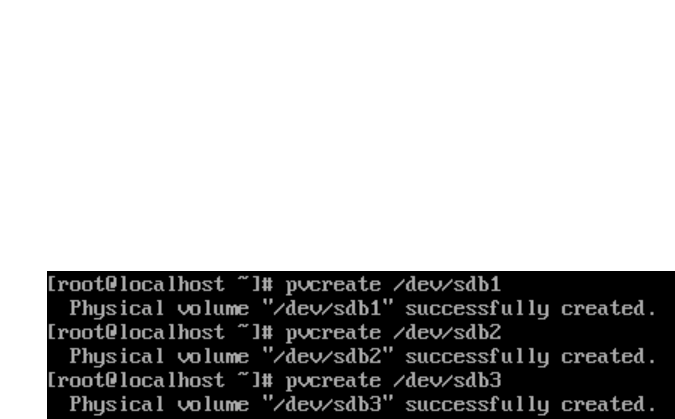 [root@localhost ~]# pvcreate /dev/sdb1
  Physical volume "/dev/sdb1" successfully created.
[root@localhost ~]# pvcreate /dev/sdb2
  Physical volume "/dev/sdb2" successfully created.
[root@localhost ~]# pvcreate /dev/sdb3
  Physical volume "/dev/sdb3" successfully created.